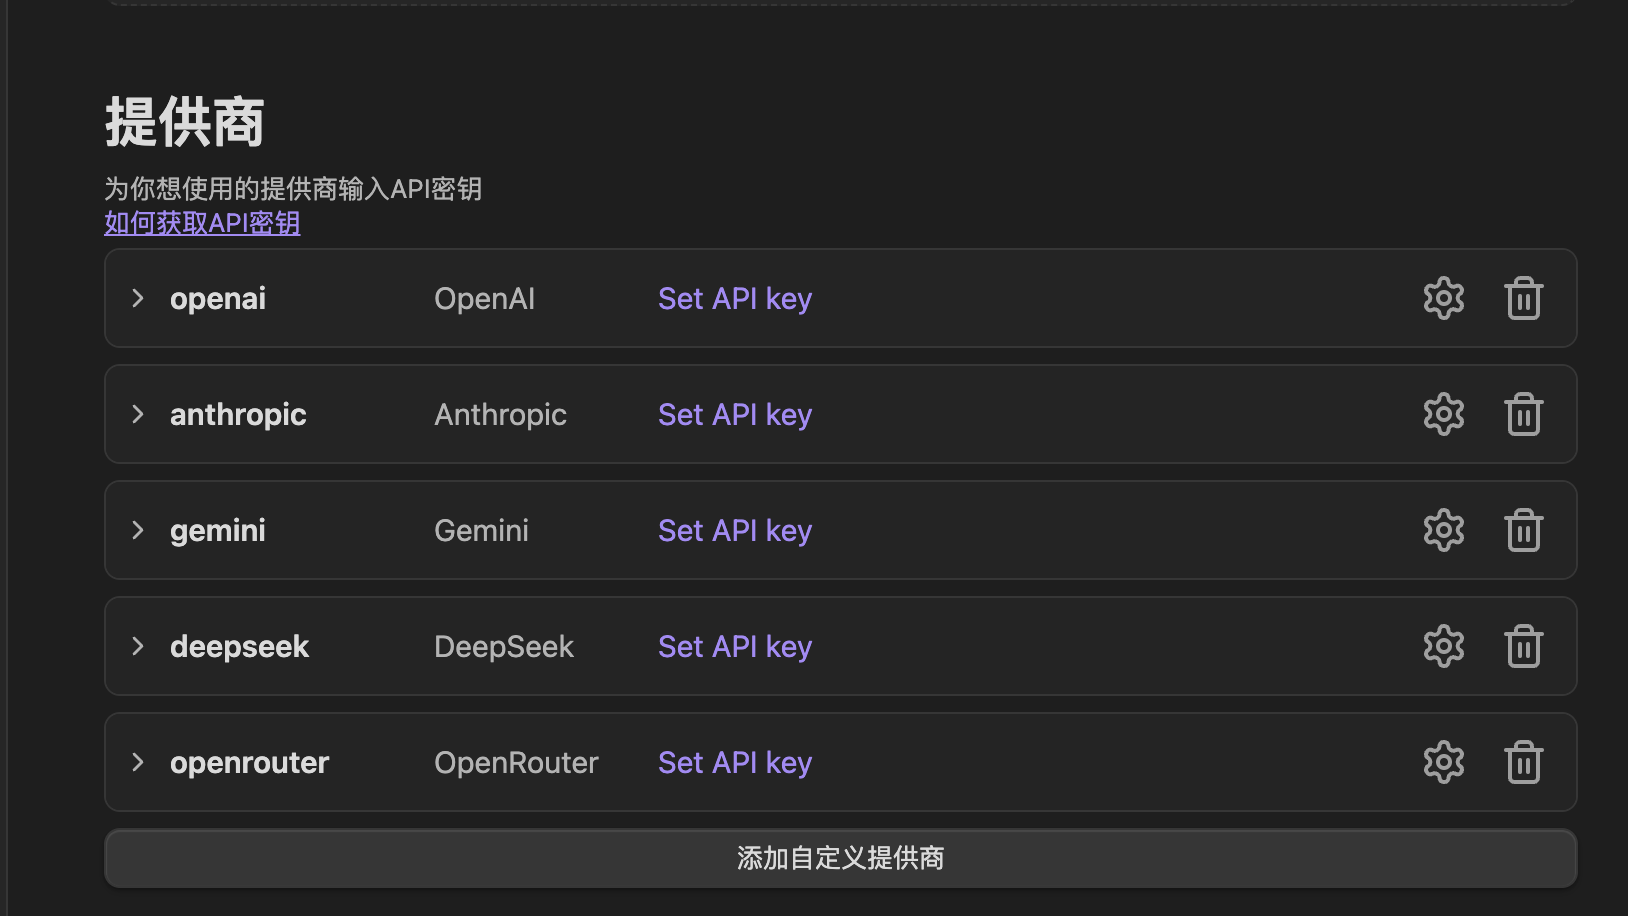 提供商
为你想使用的提供商输入API密钥
如何获取API密钥
openai OpenAI Set API key
anthropic Anthropic Set API key
gemini Gemini Set API key
deepseek DeepSeek Set API key
openrouter OpenRouter Set API key
添加自定义提供商